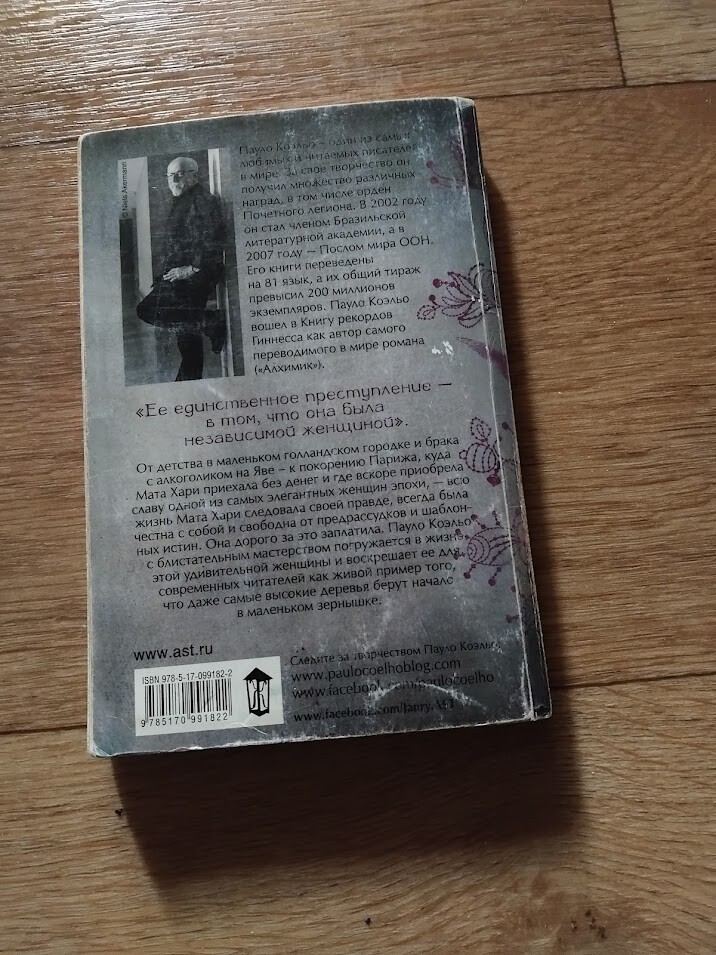 © Niels Akermann
Пауло Коэльо – один из самых
любимых и читаемых писателей
в мире. За свое творчество он
получил множество различных
наград, в том числе орден
Почетного легиона. В 2002 году
он стал членом Бразильской
литературной академии, а в
2007 году — Послом мира ООН.
Его книги переведены
на 81 язык, а их общий тираж
превысил 200 миллионов
экземпляров. Пауло Коэльо
вошел в Книгу рекордов
Гиннесса как автор самого
переводимого в мире романа
(«Алхимик»).
«Ее единственное преступление —
в том, что она была
независимой женщиной».
От детства в маленьком голландском городке и брака
с алкоголиком на Яве – к покорению Парижа, куда
Мата Хари приехала без денег и где вскоре приобрела
славу одной из самых элегантных женщин эпохи, — всю
жизнь Мата Хари следовала своей правде, всегда была
честна с собой и свободна от предрассудков и шаблон-
ных истин. Она дорого за это заплатила. Пауло Коэльо
с блистательным мастерством погружается в жизнь
этой удивительной женщины и воскрешает ее для
современных читателей как живой пример того,
что даже самые высокие деревья берут начало
в маленьком зернышке.
www.ast.ru
ISBN 978-5-17-099182-2
9 785170 991822
Ж
Следите за творчеством Пауло Коэльо
www.paulocoelhoblog.com
www.facebook.com/paulocoelho
www.facebook.com/Janry.AST